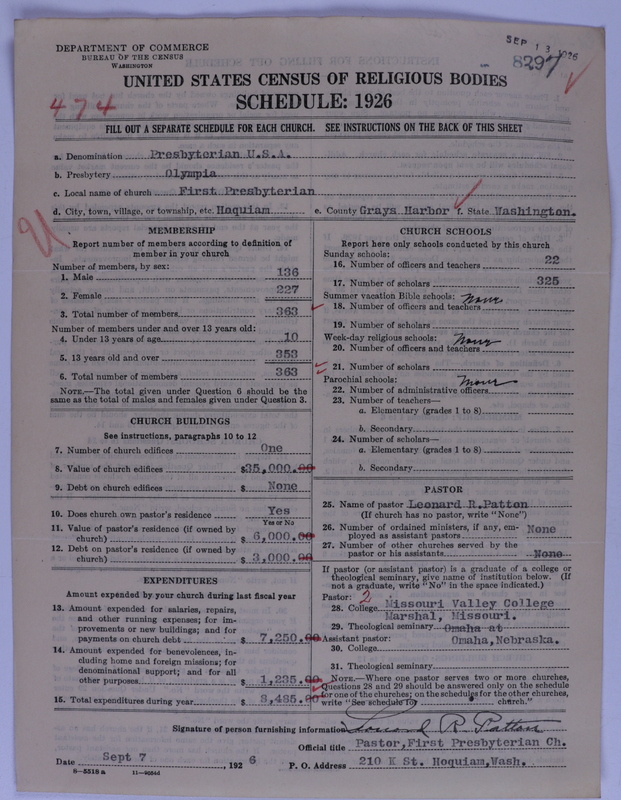 DEPARTMENT OF COMMERCE
BUREAU OF THE CENSUS
WASHINGTON
SEP 13 1926
8297
UNITED STATES CENSUS OF RELIGIOUS BODIES
SCHEDULE: 1926
474
FILL OUT A SEPARATE SCHEDULE FOR EACH CHURCH. SEE INSTRUCTIONS ON THE BACK OF THIS SHEET
a. Denomination Presbyterian U.S.A.
b. Presbytery Olympia
c. Local name of church First Presbyterian
d. City, town, village, or township, etc. Hoquiam e. County Grays Harbor f. State Washington.
MEMBERSHIP
Report number of members according to definition of
member in your church
Number of members, by sex:
1. Male 136
2. Female 227
3. Total number of members 363
Number of members under and over 13 years old:
4. Under 13 years of age 10
5. 13 years old and over 353
6. Total number of members 363
NOTE.—The total given under Question 6 should be the
same as the total of males and females given under Question 3.
CHURCH BUILDINGS
See instructions, paragraphs 10 to 12
7. Number of church edifices One
8. Value of church edifices $35,000.00
9. Debt on church edifices $ None
10. Does church own pastor's residence Yes
Yes or No
11. Value of pastor's residence (if owned by
church) $ 6,000.00
12. Debt on pastor's residence (if owned by
church) $ 3,000.00
EXPENDITURES
Amount expended by your church during last fiscal year
13. Amount expended for salaries, repairs,
and other running expenses; for im-
provements or new buildings; and for
payments on church debt $ 7,250.00
14. Amount expended for benevolences, in-
cluding home and foreign missions; for
denominational support; and for all
other purposes $ 1,235.00
15. Total expenditures during year $ 8,485.00
CHURCH SCHOOLS
Report here only schools conducted by this church
Sunday schools:
16. Number of officers and teachers 22
17. Number of scholars 325
Summer vacation Bible schools: None
18. Number of officers and teachers
19. Number of scholars
Week-day religious schools: None
20. Number of officers and teachers
21. Number of scholars
Parochial schools: None
22. Number of administrative officers
23. Number of teachers—
a. Elementary (grades 1 to 8)
b. Secondary
24. Number of scholars—
a. Elementary (grades 1 to 8)
b. Secondary
PASTOR
25. Name of pastor Leonard R.Patton
(If church has no pastor, write "None")
26. Number of ordained ministers, if any, em-
ployed as assistant pastors None
27. Number of other churches served by the
pastor or his assistants None
If pastor (or assistant pastor) is a graduate of a college or
theological seminary, give name of institution below. (If
not a graduate, write "No" in the space indicated.)
Pastor: 2
28. College Missouri Valley College
Marshal, Missouri.
29. Theological seminary Omaha at
Assistant pastor: Omaha, Nebraska.
30. College
31. Theological seminary
NOTE.—Where one pastor serves two or more churches,
Questions 28 and 29 should be answered only on the schedule
for one of the churches; on the schedules for the other churches,
write "See schedule for church."
Signature of person furnishing information Leonard R. Patton
Official title Pastor,First Presbyterian Ch.
Date Sept 7, 1926 P. O. Address 210 K St. Hoquiam,Wash.
8—5518 a